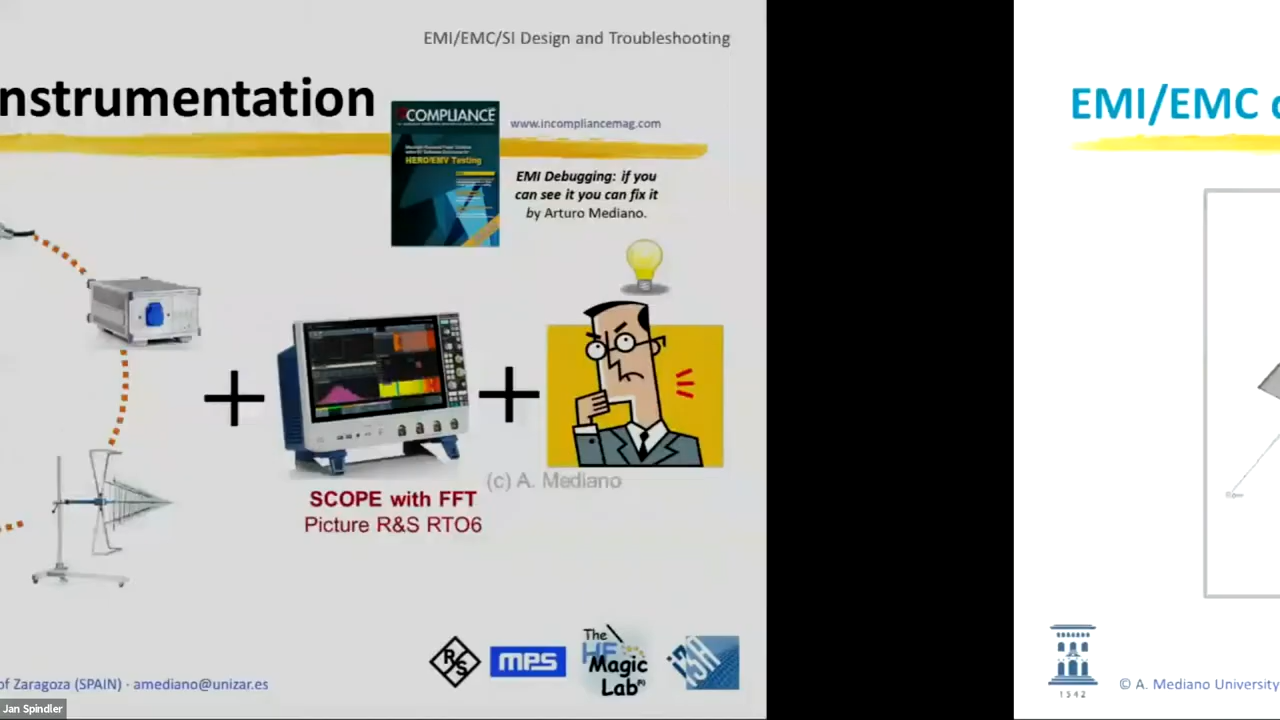 EMI/EMC/SI Design and Troubleshooting
nstrumentation
COMPLIANCE
HERO/EMV Testing
www.incompliancemag.com
EMI Debugging: if you
can see it you can fix it
by Arturo Mediano.
(c) A. Mediano
SCOPE with FFT
Picture R&S RTO6
R/S
mps
The
HF
Magic
Lab
of Zaragoza (SPAIN) · amediano@unizar.es
Jan Spindler
EMI/EMC
1542
© A. Mediano University